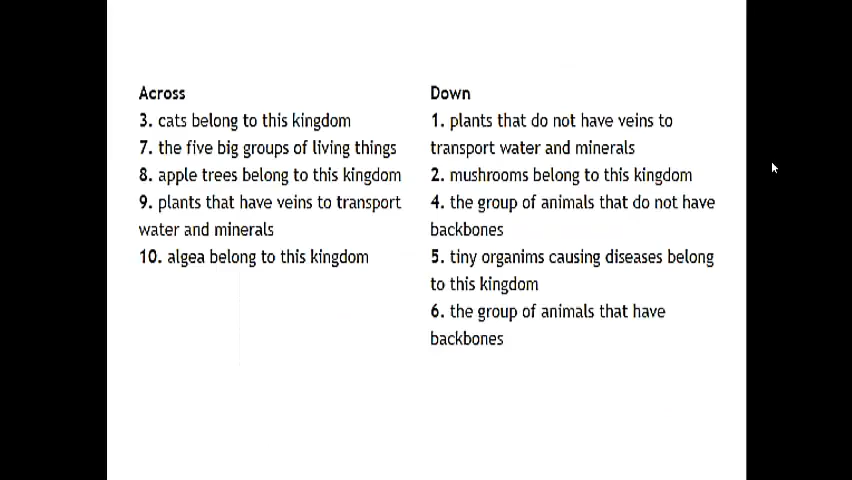 Across
3. cats belong to this kingdom
7. the five big groups of living things
8. apple trees belong to this kingdom
9. plants that have veins to transport
water and minerals
10. algea belong to this kingdom
Down
1. plants that do not have veins to
transport water and minerals
2. mushrooms belong to this kingdom
4. the group of animals that do not have
backbones
5. tiny organims causing diseases belong
to this kingdom
6. the group of animals that have
backbones